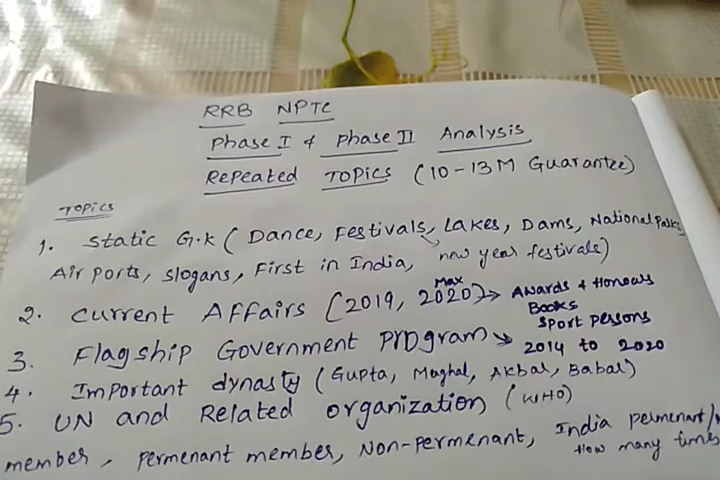 RRB NPTC
Phase I & Phase II Analysis
Repeated Topics (10-13M Guarantee)
Topics
1. Static G.K (Dance, Festivals, Lakes, Dams, National Parks
Air ports, slogans, First in India, new year festivals)
2. Current Affairs (2019, 2020) Max → Awards & Honours
Books
Sport persons
3. Flagship Government program → 2014 to 2020
4. Important dynasty (Gupta, Moghal, Akbar, Babar)
5. UN and Related organization (WHO)
member, permenant member, Non-permenant, India permenant/
How many times